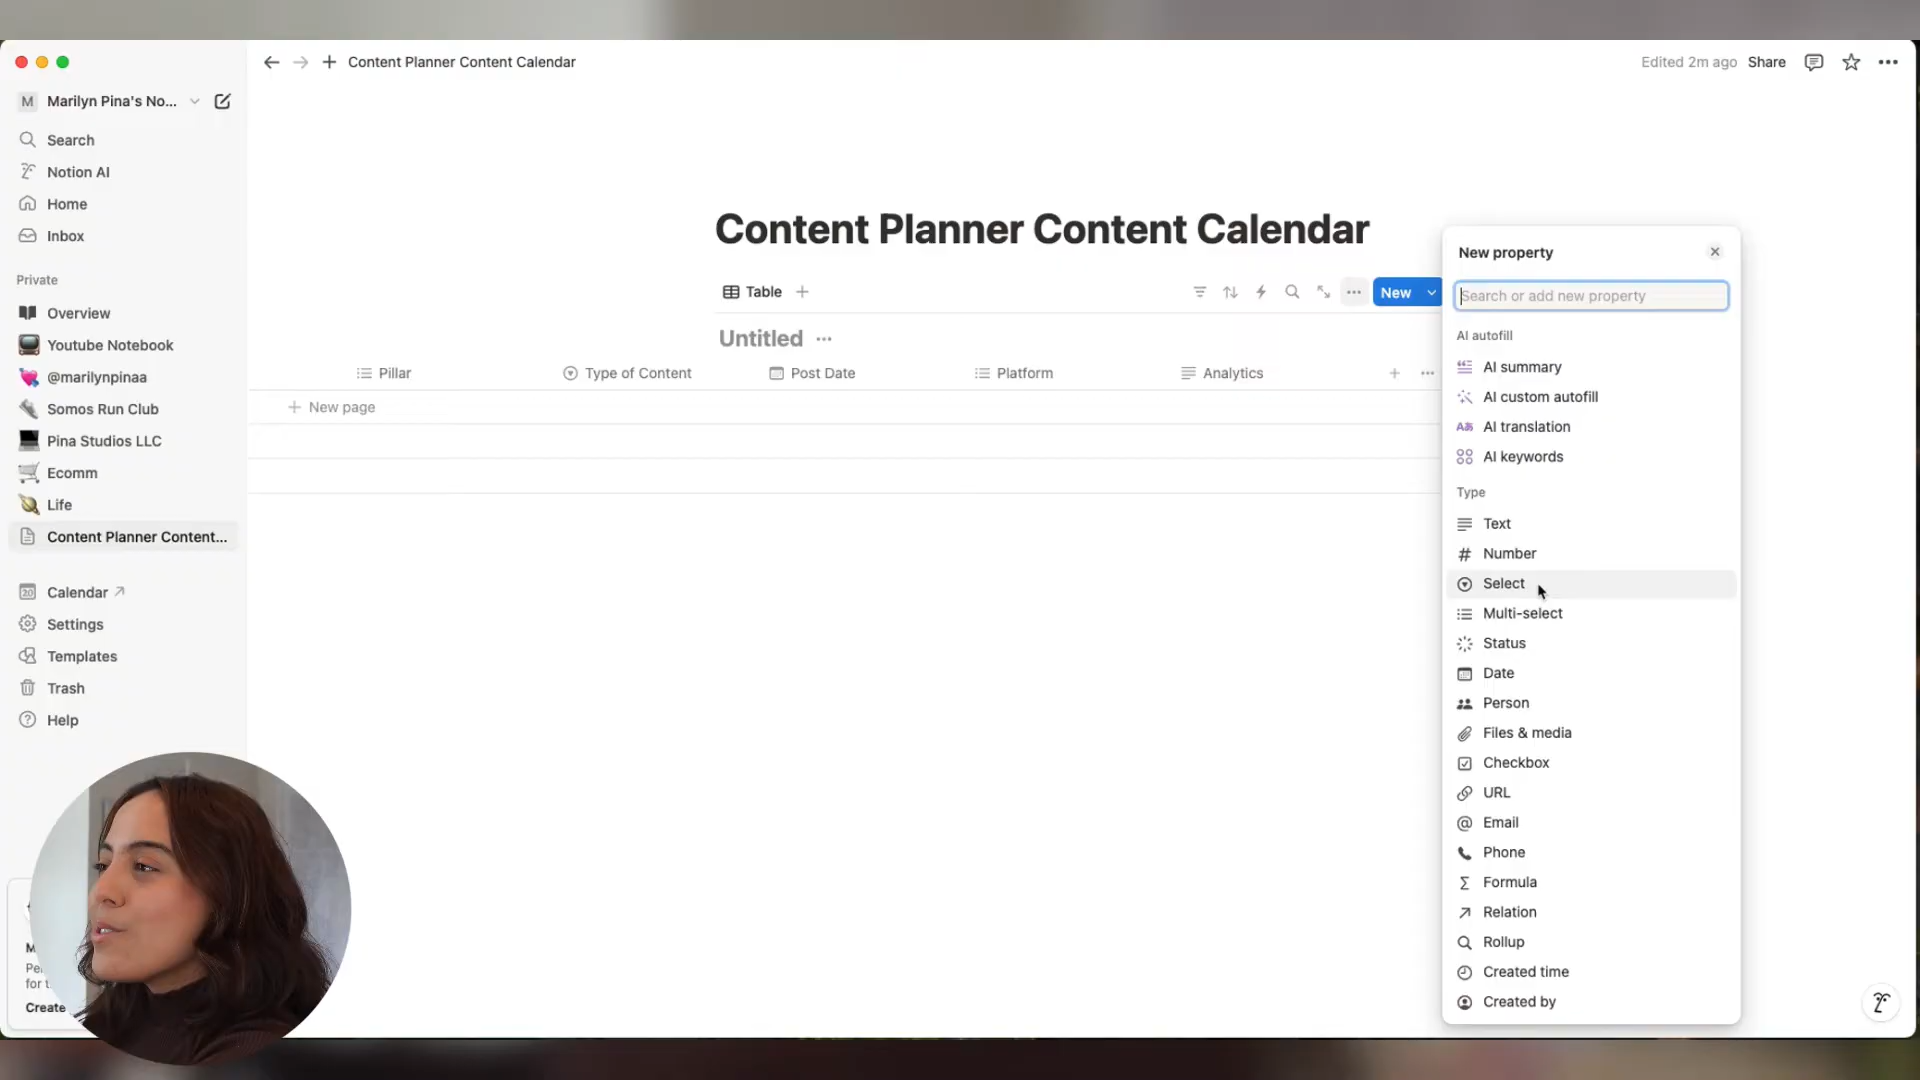 Content Planner Content Calendar
Edited 2m ago
Share
M
Marilyn Pina's No...
Search
Notion AI
Home
Inbox
Private
Overview
Youtube Notebook
@marilynpinaa
Somos Run Club
Pina Studios LLC
Ecomm
Life
Content Planner Content...
20
Calendar
Settings
Templates
Trash
Help
for t
Create
Content Planner Content Calendar
Table
New
Untitled
Pillar
Type of Content
Post Date
Platform
Analytics
New page
New property
Search or add new property
AI autofill
AI summary
AI custom autofill
AI translation
AI keywords
Type
Text
Number
Select
Multi-select
Status
Date
Person
Files & media
Checkbox
URL
Email
Phone
Formula
Relation
Rollup
Created time
Created by